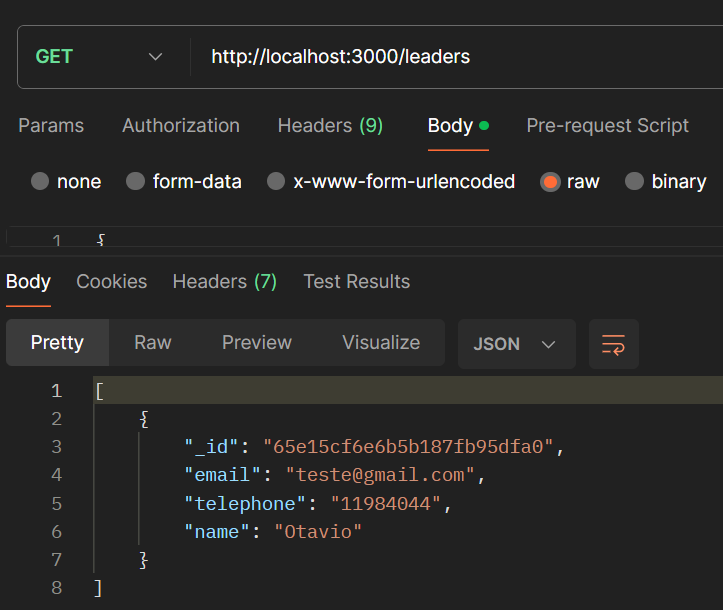 GET http://localhost:3000/leaders
Params Authorization Headers (9) Body Pre-request Script
none form-data x-www-form-urlencoded raw binary
1 {
Body Cookies Headers (7) Test Results
Pretty Raw Preview Visualize JSON
1 [
2 {
3 "_id": "65e15cf6e6b5b187fb95dfa0",
4 "email": "teste@gmail.com",
5 "telephone": "11984044",
6 "name": "Otavio"
7 }
8 ]